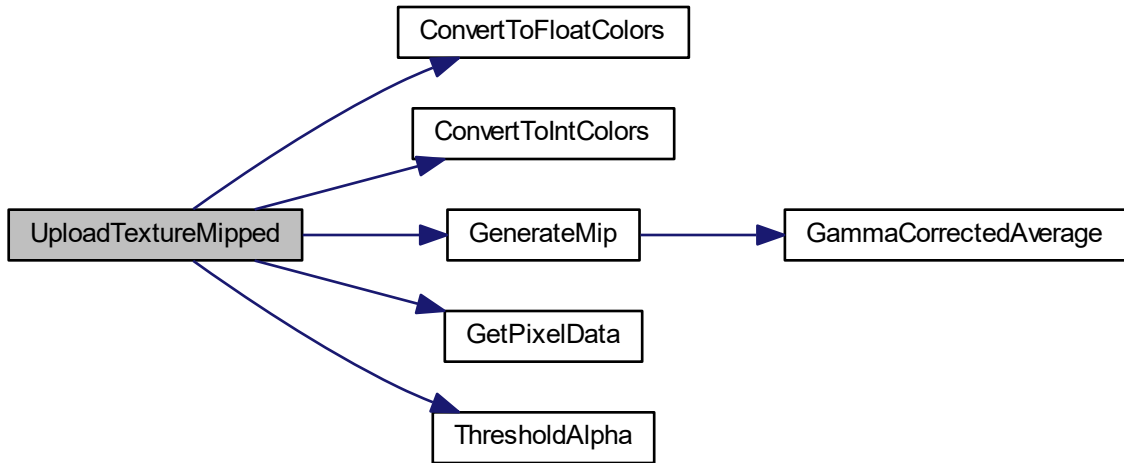 ConvertToFloatColors
ConvertToIntColors
UploadTextureMipped
GenerateMip
GammaCorrectedAverage
GetPixelData
ThresholdAlpha